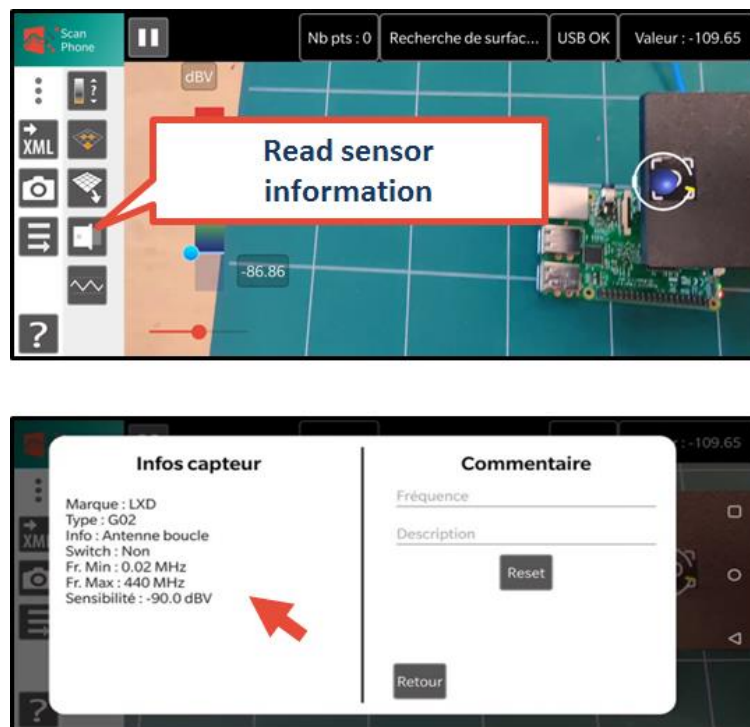 Scan
Phone
Nb pts : 0
Recherche de surfac...
USB OK
Valeur : -109.65
dBV
?
XML
Read sensor
information
-86.86
?
: -109.65
Infos capteur
Marque : LXD
Type : G02
Info : Antenne boucle
Switch : Non
Fr. Min : 0.02 MHz
Fr. Max : 440 MHz
Sensibilité : -90.0 dBV
Commentaire
Fréquence
Description
Reset
Retour
XM
?